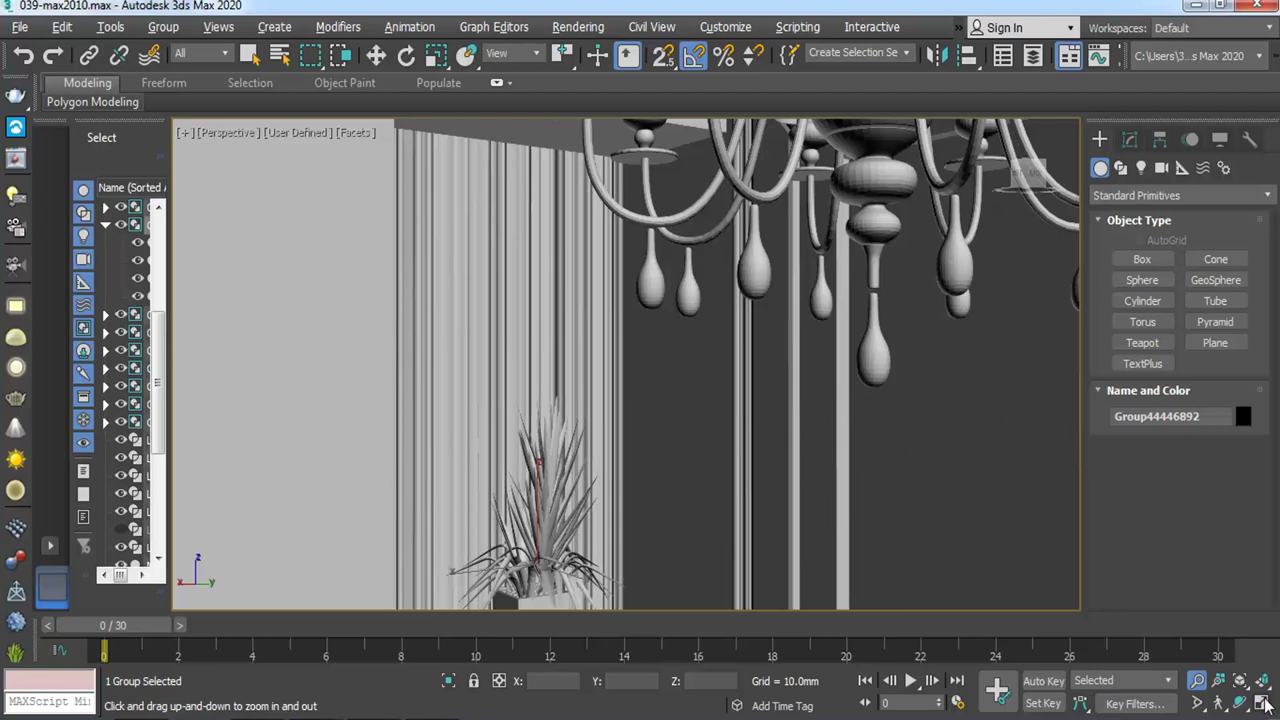 039-max2010.max - Autodesk 3ds Max 2020
File Edit Tools Group Views Create Modifiers Animation Graph Editors Rendering Civil View Customize Scripting Interactive Sign In Workspaces: Default
All View Create Selection Se C:\Users\3...s Max 2020
Modeling Freeform Selection Object Paint Populate
Polygon Modeling
Select
Name (Sorted A
[ + ] [Perspective ] [User Defined ] [Facets ]
Standard Primitives
Object Type
AutoGrid
Box Cone
Sphere GeoSphere
Cylinder Tube
Torus Pyramid
Teapot Plane
TextPlus
Name and Color
Group44446892
x
z
x y
0 / 30
0 2 4 6 8 10 12 14 16 18 20 22 24 26 28 30
1 Group Selected X: Y: Z: Grid = 10.0mm Auto Key Selected
MAXScript Mi Click and drag up-and-down to zoom in and out Add Time Tag 0 Set Key Key Filters...